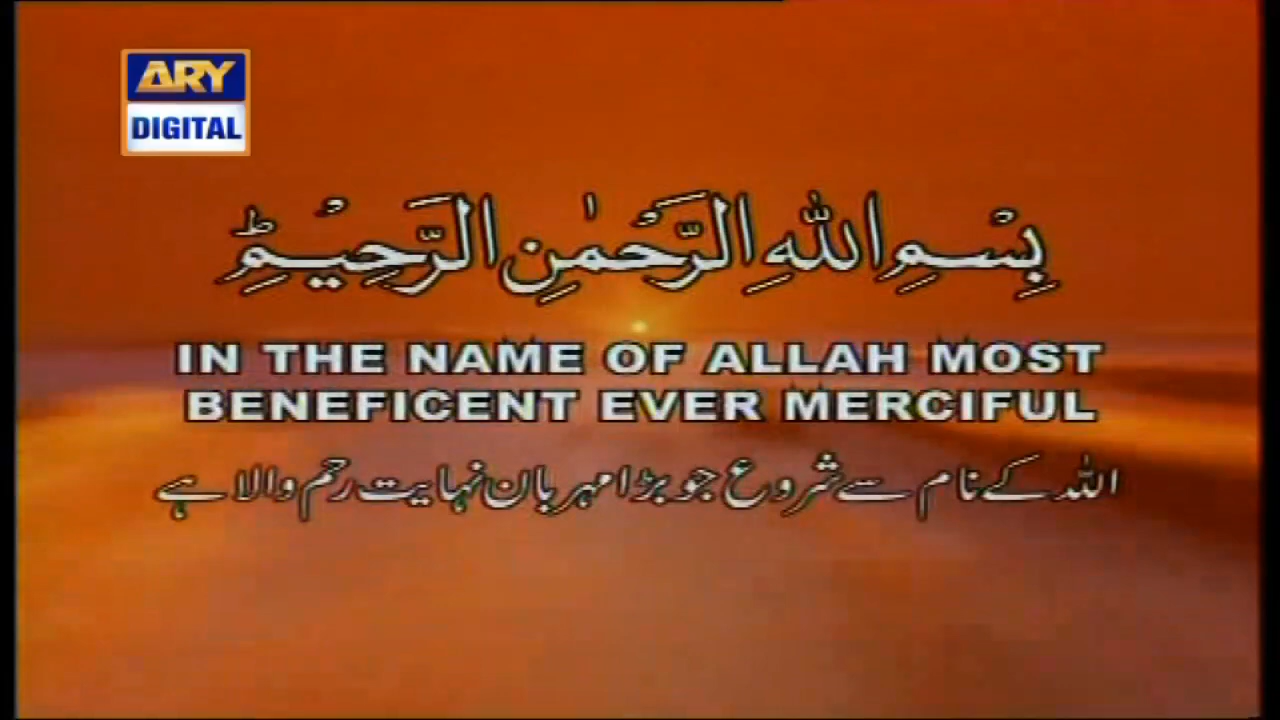 ARY
DIGITAL
بِسْمِ اللهِ الرَّحْمٰنِ الرَّحِيْمِ ؕ
IN THE NAME OF ALLAH MOST
BENEFICENT EVER MERCIFUL
اللہ کے نام سے شروع جو بڑا مہربان نہایت رحم والا ہے